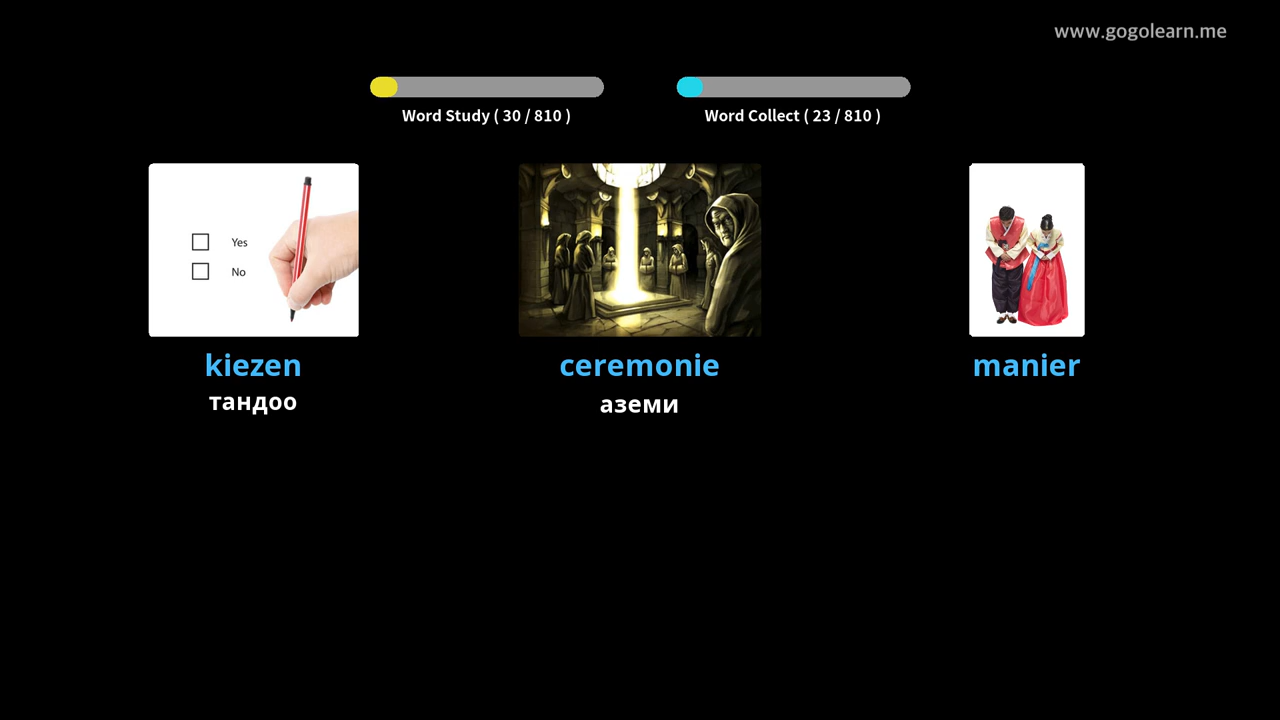 www.gogolearn.me
Word Study ( 30 / 810 )
Word Collect ( 23 / 810 )
Yes
No
kiezen
тандоо
ceremonie
аземи
manier